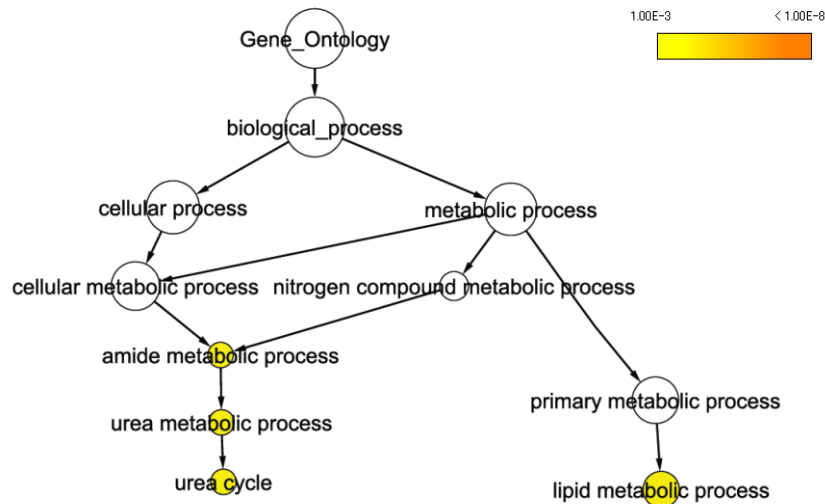 1.00E-3 < 1.00E-8
Gene_Ontology
biological_process
cellular process
metabolic process
cellular metabolic process
nitrogen compound metabolic process
amide metabolic process
primary metabolic process
urea metabolic process
urea cycle
lipid metabolic process